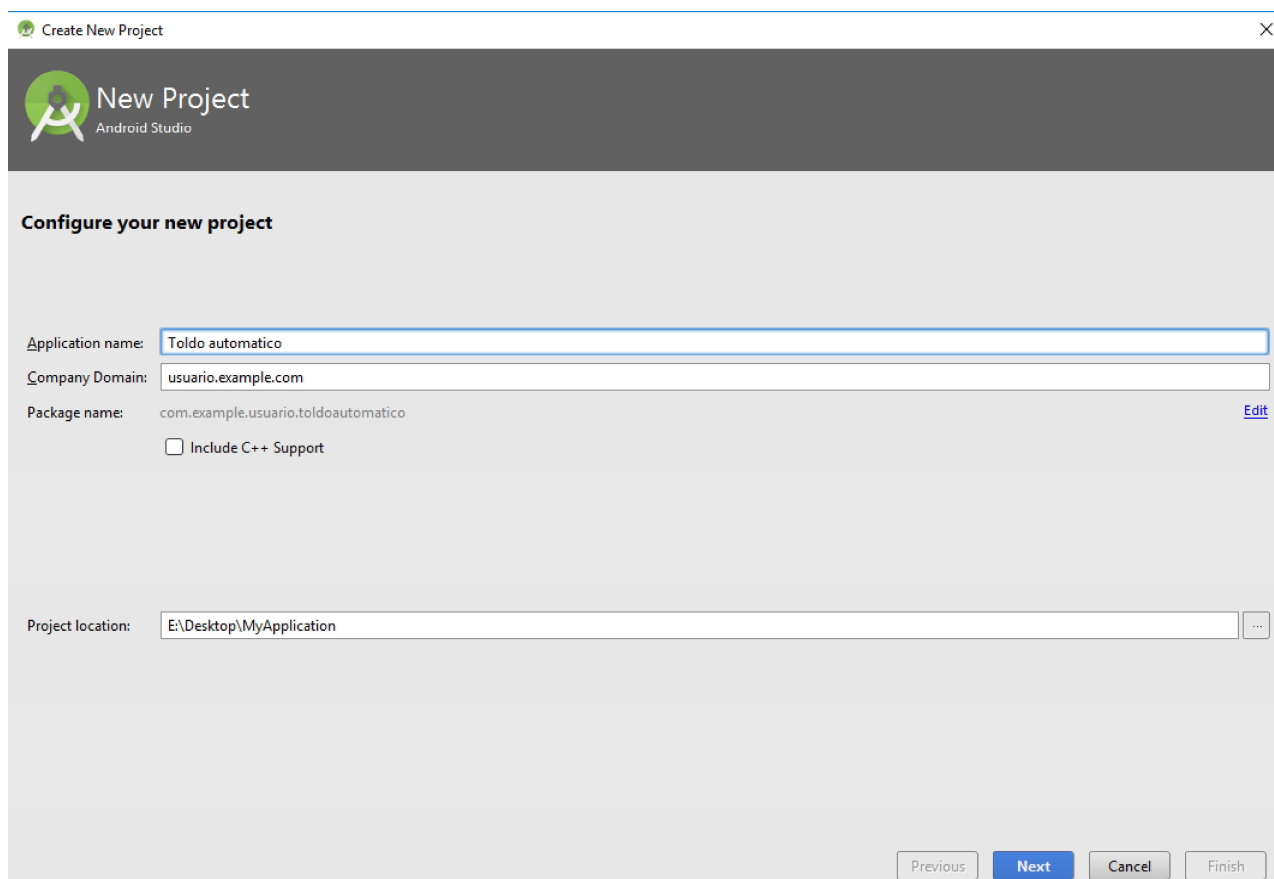 Create New Project
New Project
Android Studio
Configure your new project
Application name: Toldo automatico
Company Domain: usuario.example.com
Package name: com.example.usuario.toldoautomatico Edit
Include C++ Support
Project location: E:\Desktop\MyApplication ...
Previous Next Cancel Finish